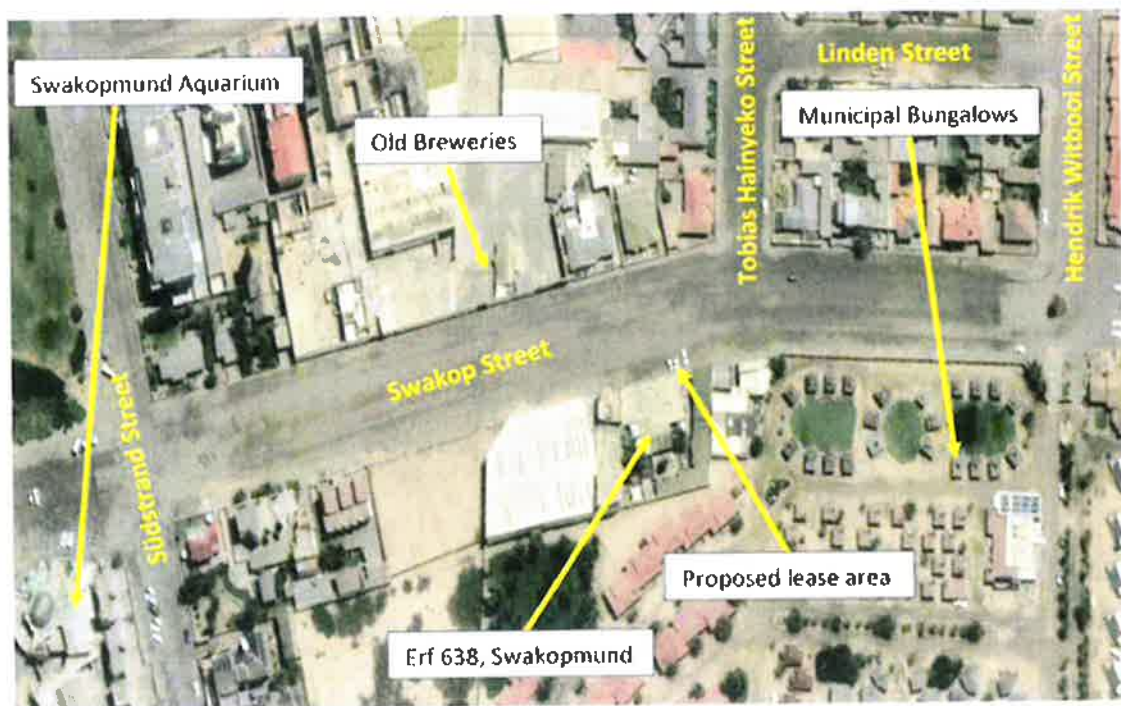 Linden Street
Swakopmund Aquarium
Municipal Bungalows
Old Breweries
Tobias Hainyeko Street
Hendrik Witbooi Street
Swakop Street
Südstrand Street
Proposed lease area
Erf 638, Swakopmund